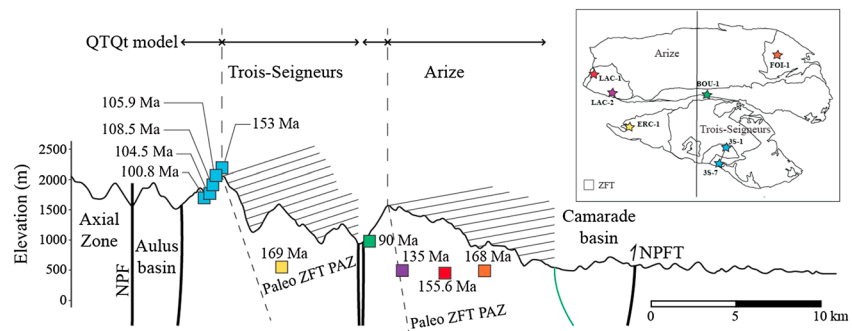 QTQt model
Trois-Seigneurs
Arize
105.9 Ma
108.5 Ma
104.5 Ma
100.8 Ma
153 Ma
Elevation (m)
2500
2000
1500
1000
500
0
Axial
Zone
NPF
Aulus
basin
169 Ma
Paleo ZFT PAZ
90 Ma
135 Ma
155.6 Ma
168 Ma
Paleo ZFT PAZ
Camarade
basin
NPFT
0
5
10 km
Arize
FOI-1
LAC-1
LAC-2
BOU-1
ERC-1
Trois-Seigneurs
3S-1
3S-7
ZFT